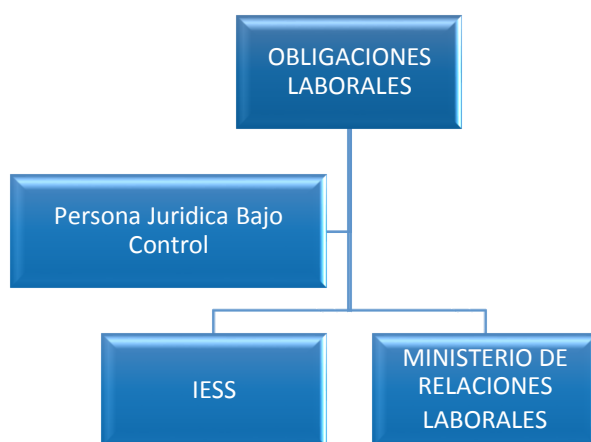 OBLIGACIONES
LABORALES
Persona Juridica Bajo
Control
IESS
MINISTERIO DE
RELACIONES
LABORALES